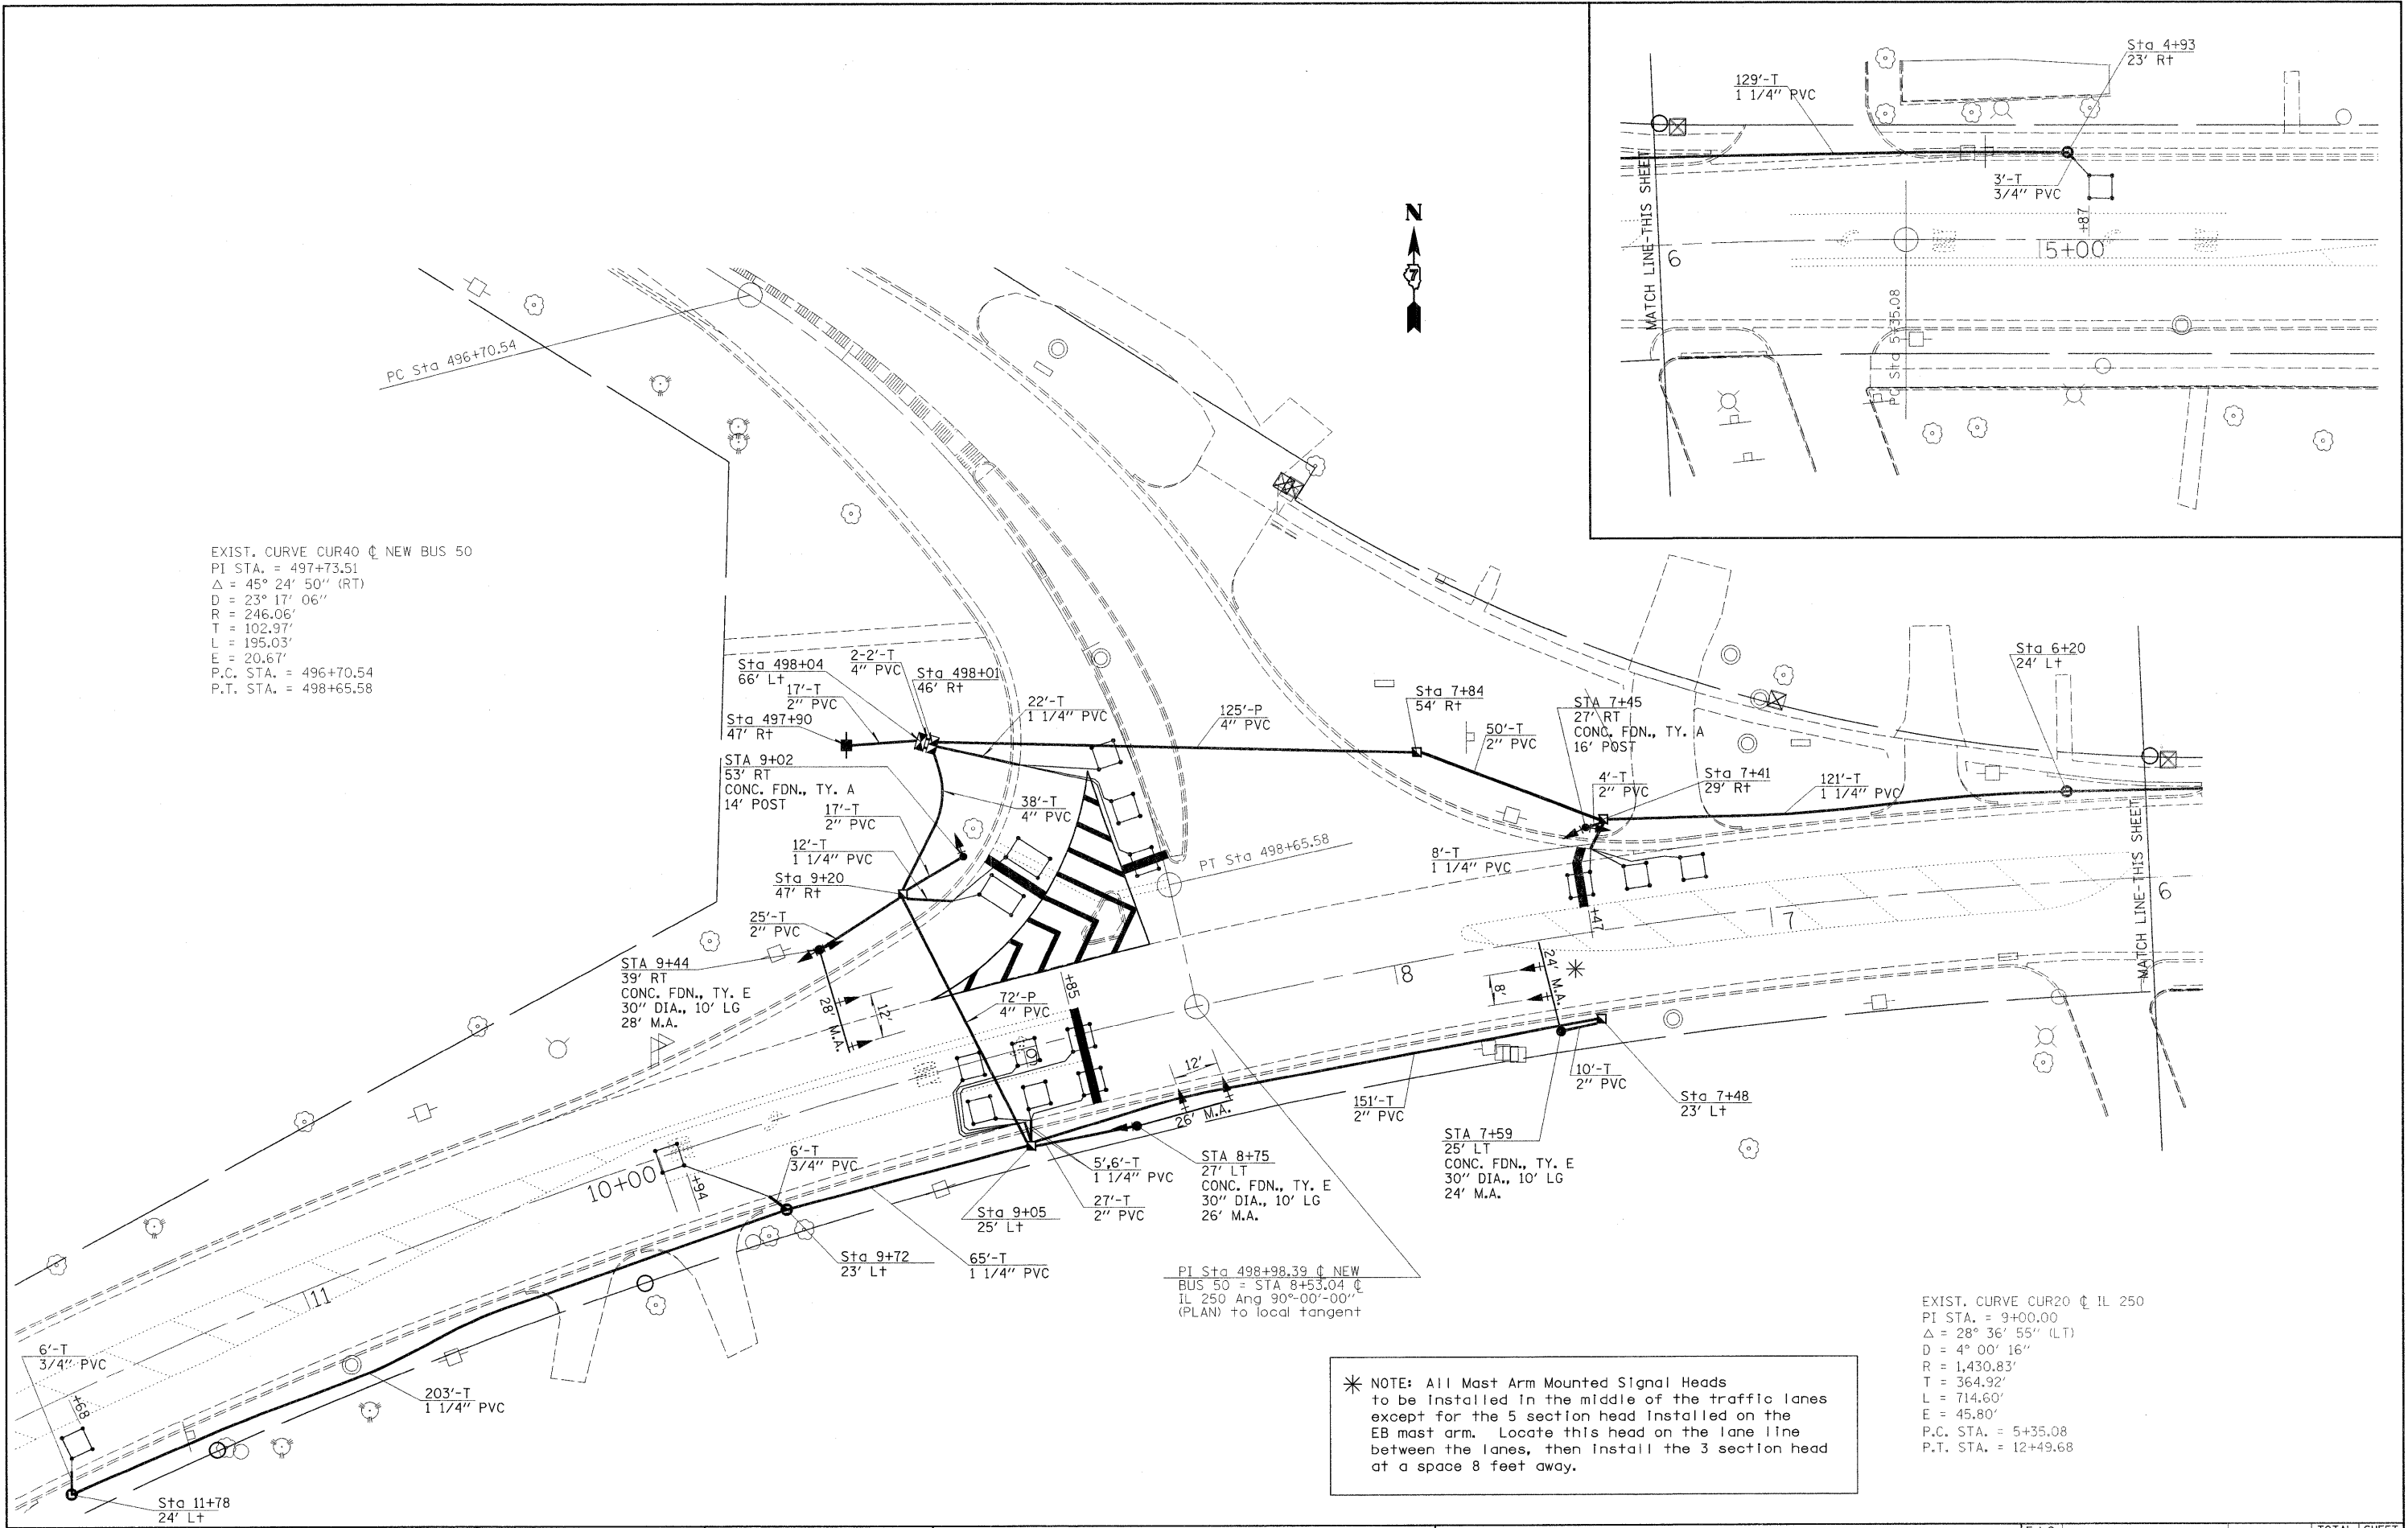 Sta 4+93
23' Rt
129'-T
1 1/4" PVC
3'-T
3/4" PVC
+87
5+00
6
MATCH LINE-THIS SHEET
PC Sta 5+35.08
N
7
PC Sta 496+70.54
EXIST. CURVE CUR40 ℄ NEW BUS 50
PI STA. = 497+73.51
Δ = 45° 24' 50" (RT)
D = 23° 17' 06"
R = 246.06'
T = 102.97'
L = 195.03'
E = 20.67'
P.C. STA. = 496+70.54
P.T. STA. = 498+65.58
Sta 498+04
66' Lt
2-2'-T
4" PVC
Sta 498+01
46' Rt
17'-T
2" PVC
Sta 497+90
47' Rt
22'-T
1 1/4" PVC
125'-P
4" PVC
Sta 7+84
54' Rt
50'-T
2" PVC
STA 7+45
27' RT
CONC. FDN., TY. A
16' POST
Sta 6+20
24' Lt
STA 9+02
53' RT
CONC. FDN., TY. A
14' POST
38'-T
4" PVC
4'-T
2" PVC
Sta 7+41
29' Rt
121'-T
1 1/4" PVC
17'-T
2" PVC
12'-T
1 1/4" PVC
Sta 9+20
47' Rt
PT Sta 498+65.58
8'-T
1 1/4" PVC
MATCH LINE-THIS SHEET
6
7
+47
25'-T
2" PVC
STA 9+44
39' RT
CONC. FDN., TY. E
30" DIA., 10' LG
28' M.A.
28' M.A.
12'
72'-P
4" PVC
+85
8
24' M.A.
8'
10'-T
2" PVC
Sta 7+48
23' Lt
12'
26' M.A.
151'-T
2" PVC
STA 7+59
25' LT
CONC. FDN., TY. E
30" DIA., 10' LG
24' M.A.
6'-T
3/4" PVC
5',6'-T
1 1/4" PVC
27'-T
2" PVC
STA 8+75
27' LT
CONC. FDN., TY. E
30" DIA., 10' LG
26' M.A.
10+00
+94
Sta 9+05
25' Lt
Sta 9+72
23' Lt
65'-T
1 1/4" PVC
PI Sta 498+98.39 ℄ NEW
BUS 50 = STA 8+53.04 ℄
IL 250 Ang 90°-00'-00"
(PLAN) to local tangent
11
6'-T
3/4" PVC
+68
203'-T
1 1/4" PVC
Sta 11+78
24' Lt
NOTE: All Mast Arm Mounted Signal Heads
to be installed in the middle of the traffic lanes
except for the 5 section head installed on the
EB mast arm. Locate this head on the lane line
between the lanes, then install the 3 section head
at a space 8 feet away.
EXIST. CURVE CUR20 ℄ IL 250
PI STA. = 9+00.00
Δ = 28° 36' 55" (LT)
D = 4° 00' 16"
R = 1,430.83'
T = 364.92'
L = 714.60'
E = 45.80'
P.C. STA. = 5+35.08
P.T. STA. = 12+49.68
TOTAL SHEET